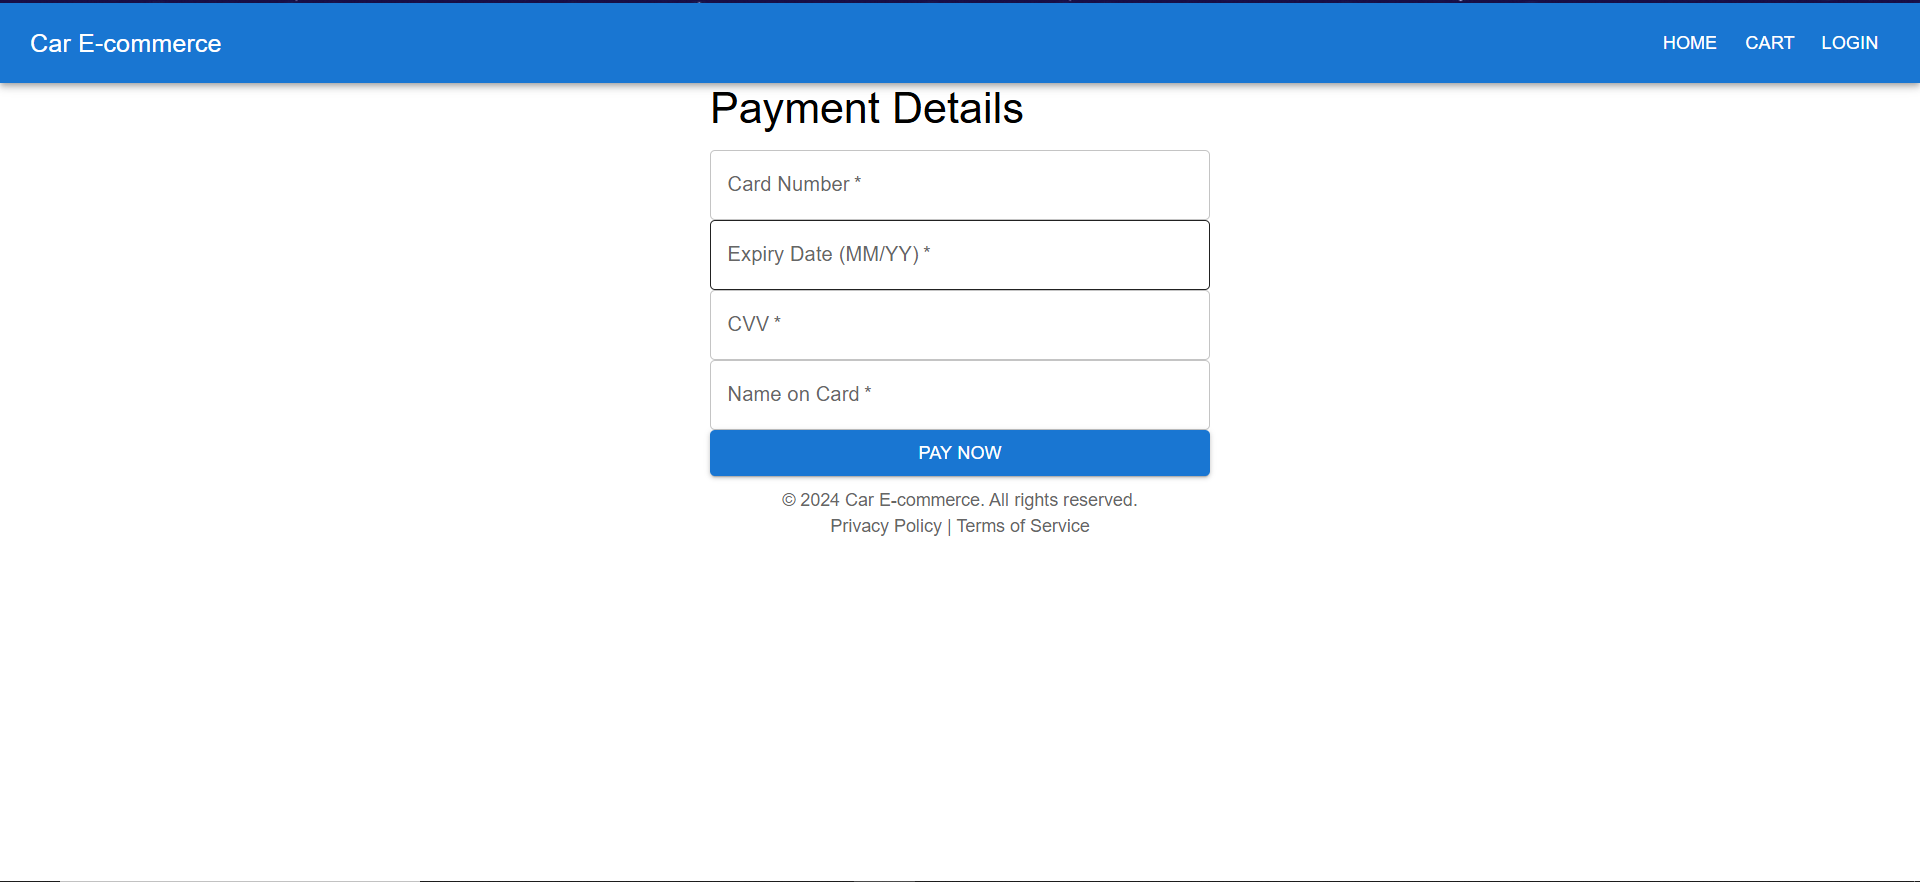 Car E-commerce HOME CART LOGIN
Payment Details
Card Number *
Expiry Date (MM/YY) *
CVV *
Name on Card *
PAY NOW
© 2024 Car E-commerce. All rights reserved.
Privacy Policy | Terms of Service